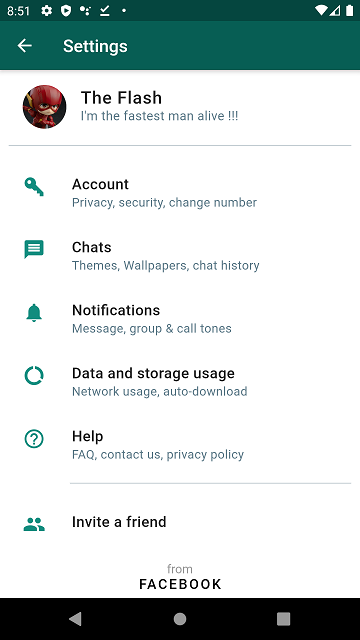 8:51
Settings
The Flash
I'm the fastest man alive !!!
Account
Privacy, security, change number
Chats
Themes, Wallpapers, chat history
Notifications
Message, group & call tones
Data and storage usage
Network usage, auto-download
Help
FAQ, contact us, privacy policy
Invite a friend
from
FACEBOOK